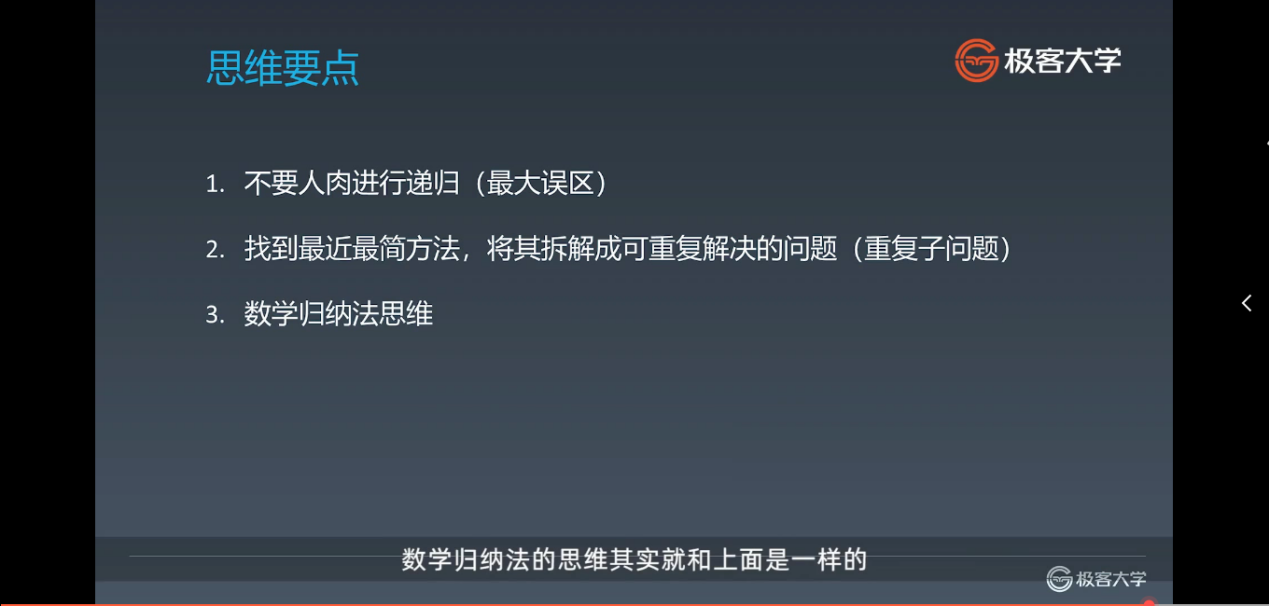 思维要点
极客大学
1. 不要人肉进行递归（最大误区）
2. 找到最近最简方法，将其拆解成可重复解决的问题（重复子问题）
3. 数学归纳法思维
数学归纳法的思维其实就和上面是一样的
极客大学